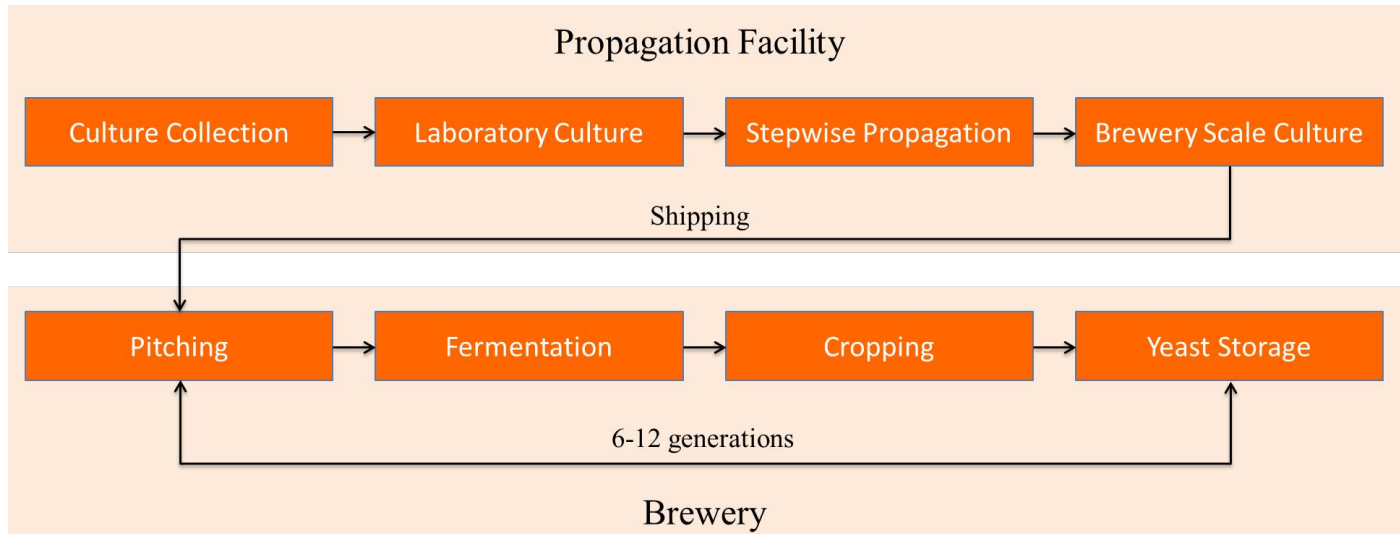 Propagation Facility
Culture Collection
Laboratory Culture
Stepwise Propagation
Brewery Scale Culture
Shipping
Pitching
Fermentation
Cropping
Yeast Storage
6-12 generations
Brewery